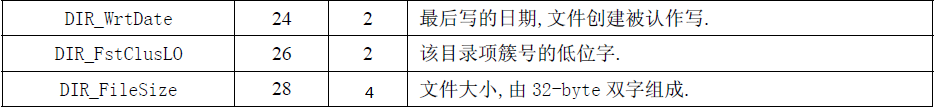 DIR_WrtDate 24 2 最后写的日期,文件创建被认作写.
DIR_FstClusLO 26 2 该目录项簇号的低位字.
DIR_FileSize 28 4 文件大小,由 32-byte 双字组成.